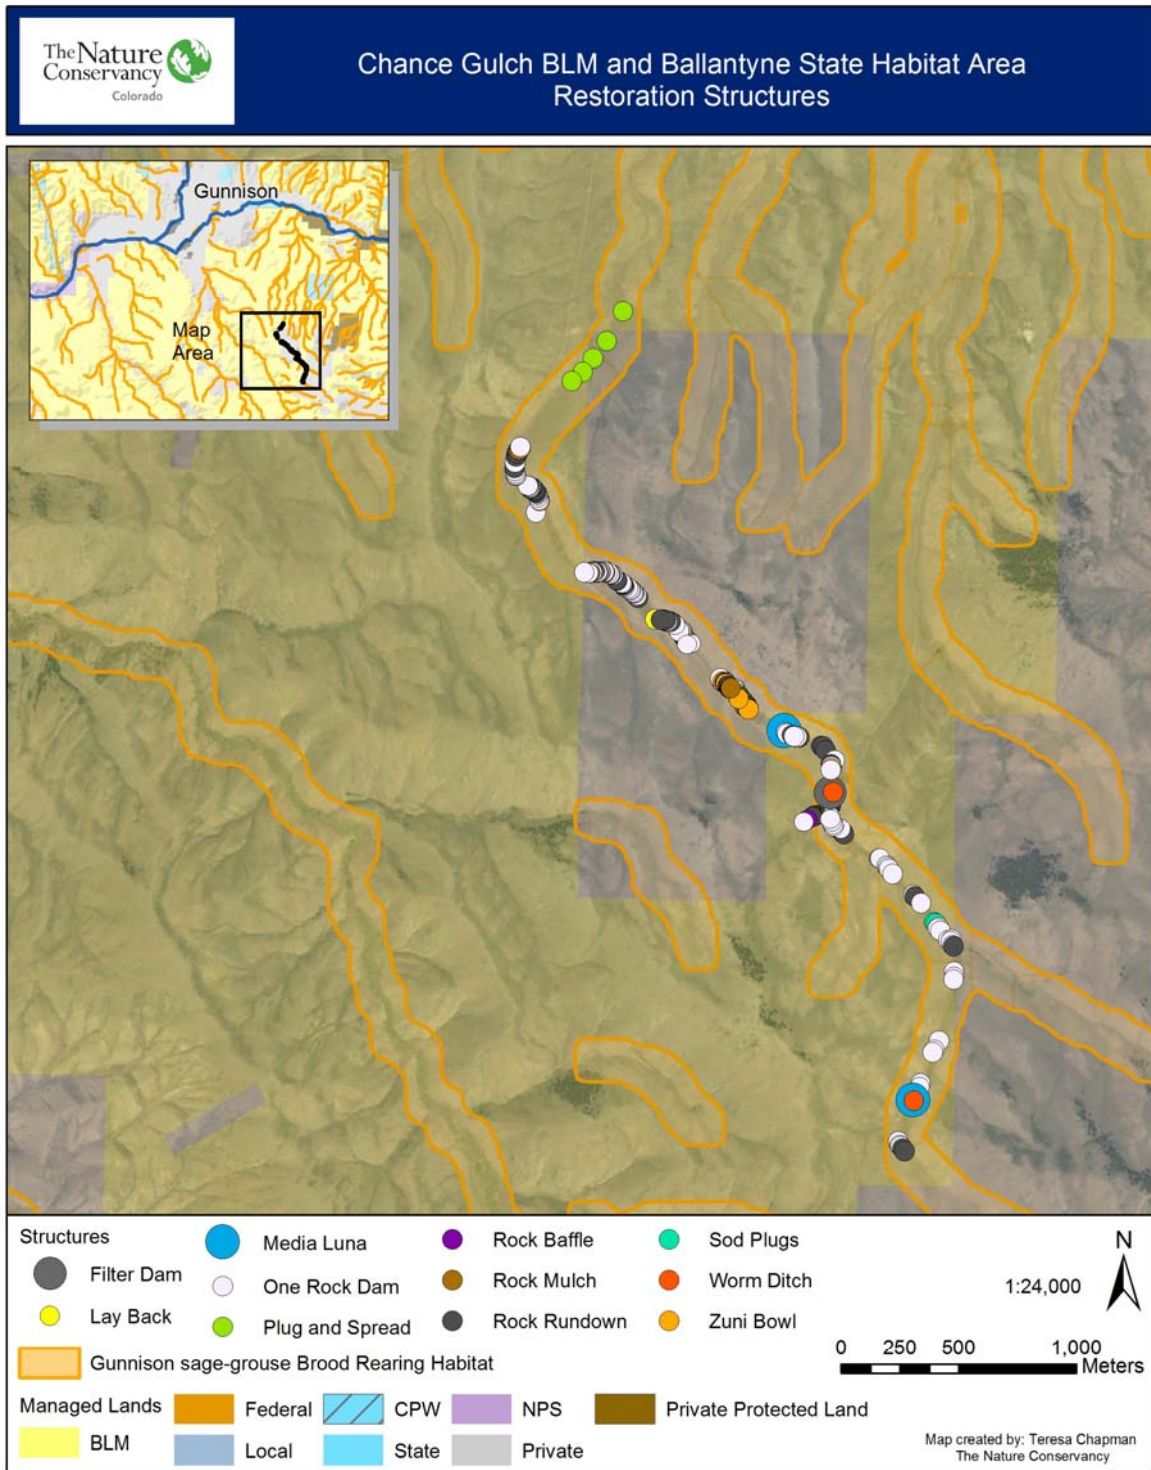 The Nature
Conservancy
Colorado
Chance Gulch BLM and Ballantyne State Habitat Area
Restoration Structures
Gunnison
Map
Area
Structures
Filter Dam
Lay Back
Media Luna
One Rock Dam
Plug and Spread
Rock Baffle
Rock Mulch
Rock Rundown
Sod Plugs
Worm Ditch
Zuni Bowl
1:24,000
N
0 250 500 1,000
Meters
Gunnison sage-grouse Brood Rearing Habitat
Managed Lands
BLM
Federal
Local
CPW
State
NPS
Private
Private Protected Land
Map created by: Teresa Chapman
The Nature Conservancy